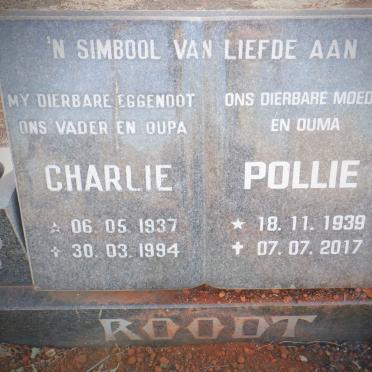 'N SIMBOOL VAN LIEFDE AAN
MY DIERBARE EGGENOOT
ONS VADER EN OUPA
CHARLIE
* 06. 05. 1937
✝ 30. 03. 1994
ONS DIERBARE MOED
EN OUMA
POLLIE
★ 18. 11. 1939
✝ 07. 07. 2017
ROODT